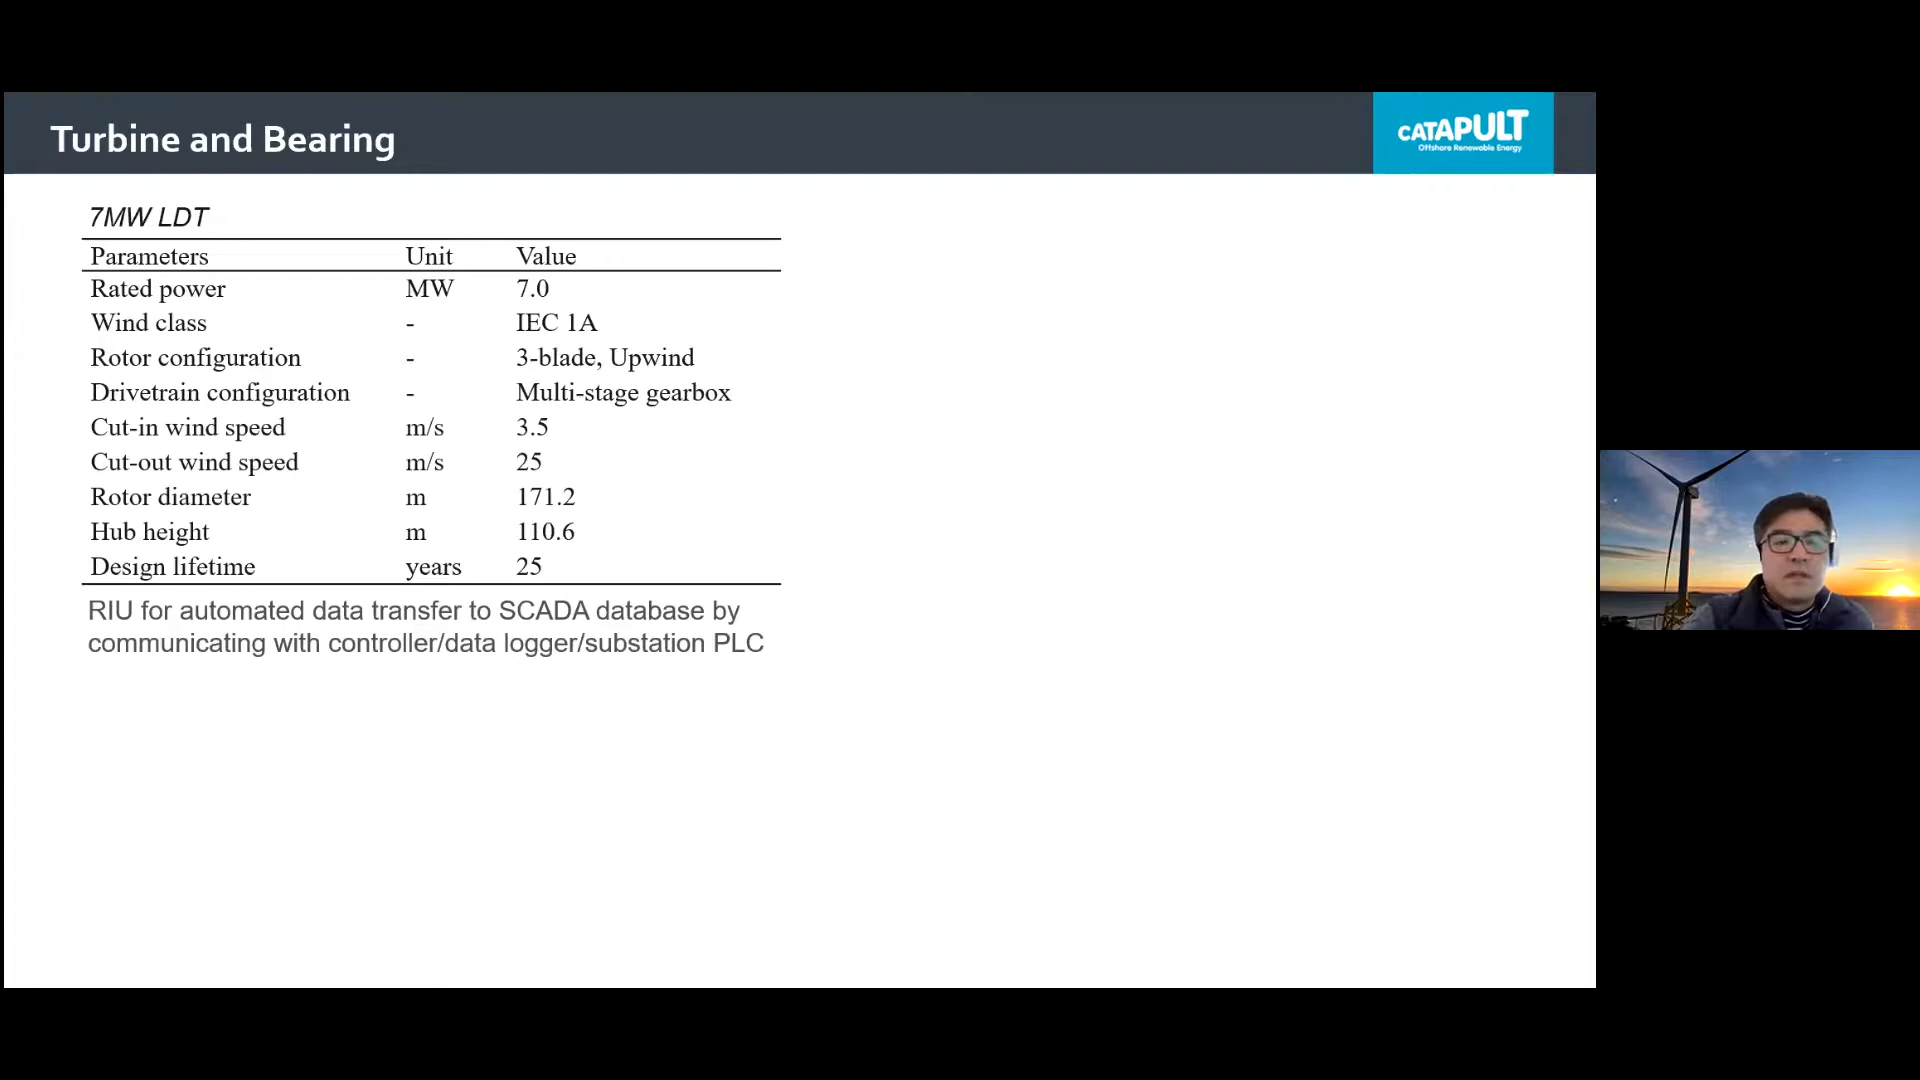 Turbine and Bearing
CATAPULT
Offshore Renewable Energy
7MW LDT
Parameters Unit Value
Rated power MW 7.0
Wind class - IEC 1A
Rotor configuration - 3-blade, Upwind
Drivetrain configuration - Multi-stage gearbox
Cut-in wind speed m/s 3.5
Cut-out wind speed m/s 25
Rotor diameter m 171.2
Hub height m 110.6
Design lifetime years 25
RIU for automated data transfer to SCADA database by
communicating with controller/data logger/substation PLC